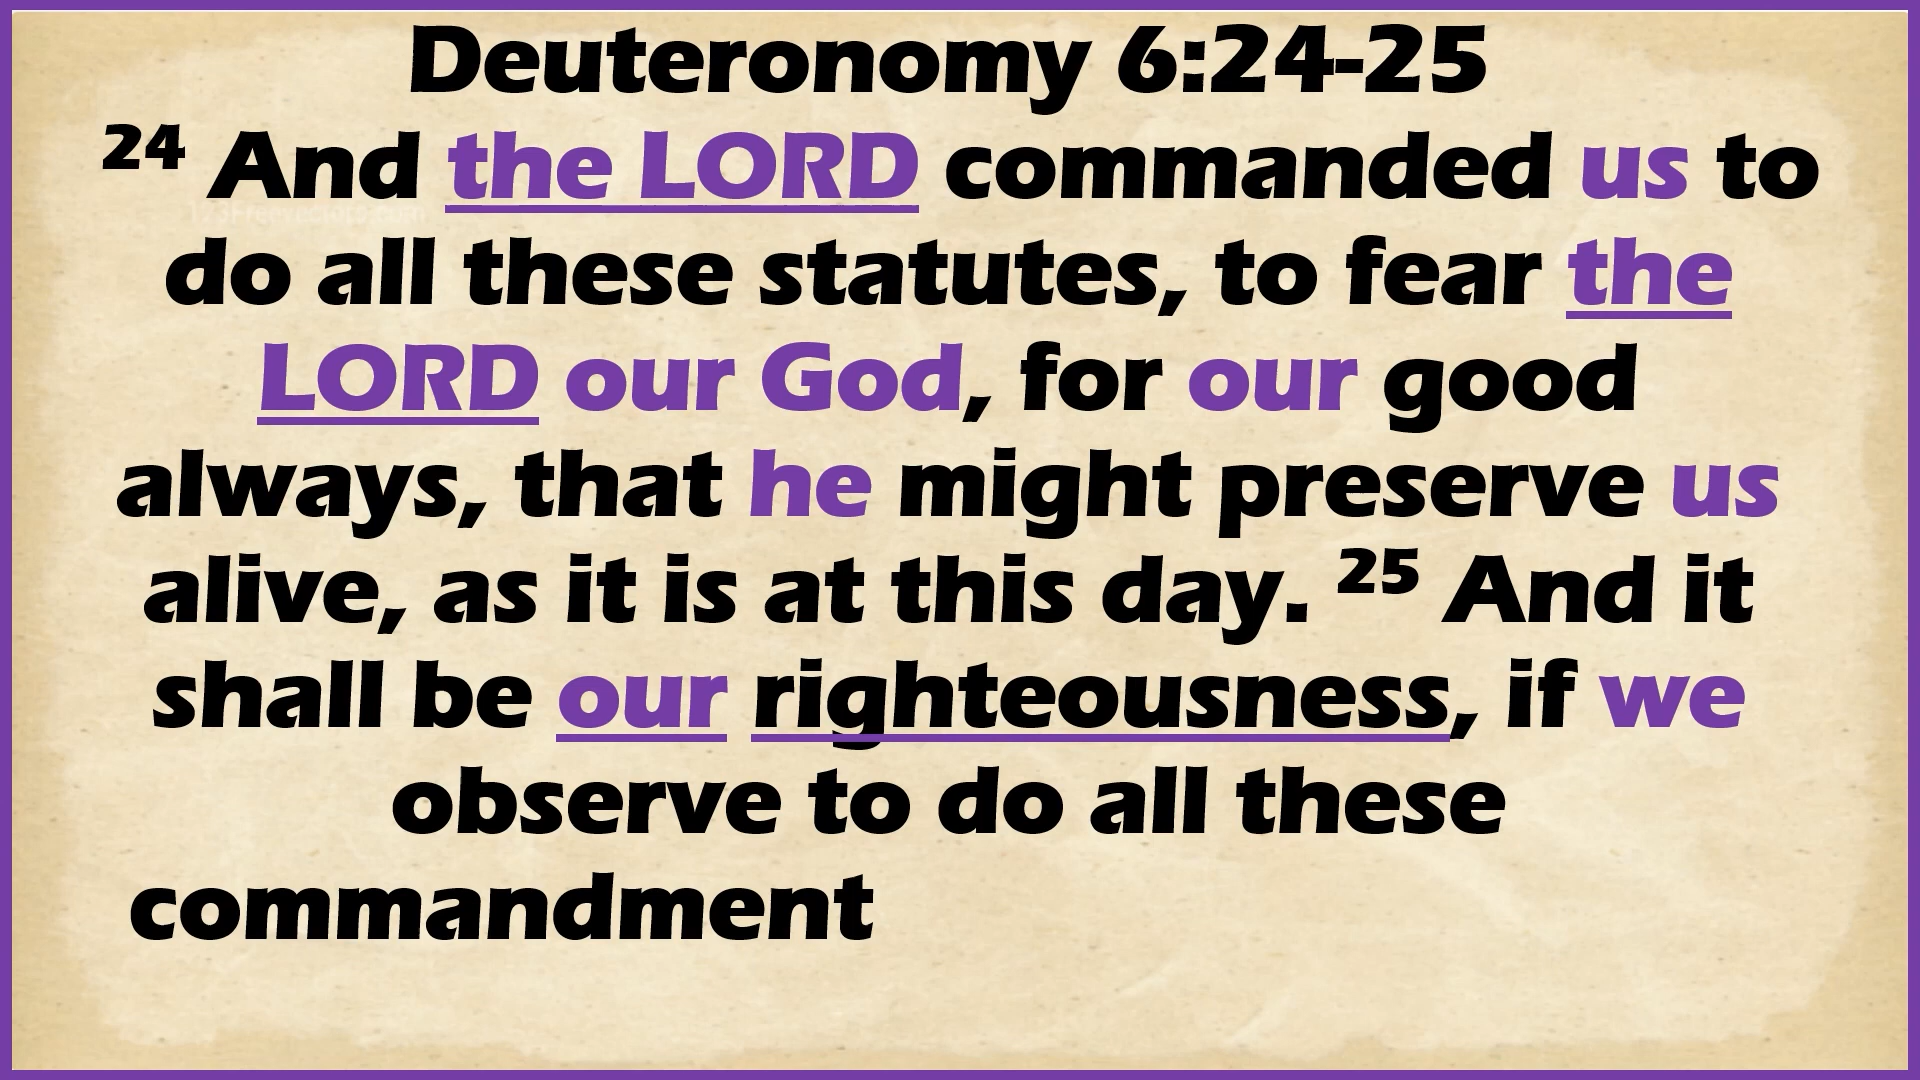 Deuteronomy 6:24-25
²⁴ And the LORD commanded us to
do all these statutes, to fear the
LORD our God, for our good
always, that he might preserve us
alive, as it is at this day. ²⁵ And it
shall be our righteousness, if we
observe to do all these
commandment